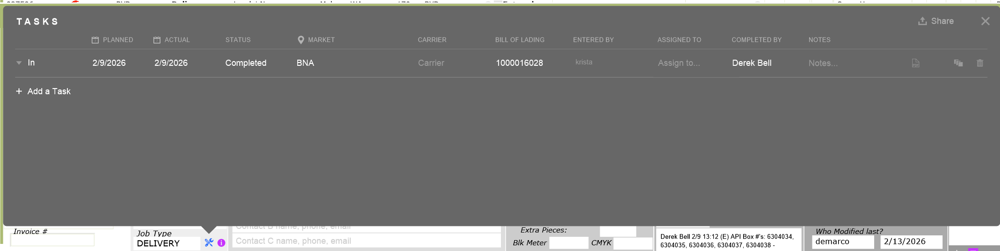 TASKS
Share
PLANNED ACTUAL STATUS MARKET CARRIER BILL OF LADING ENTERED BY ASSIGNED TO COMPLETED BY NOTES
In 2/9/2026 2/9/2026 Completed BNA Carrier 1000016028 krista Assign to... Derek Bell Notes...
+ Add a Task
Invoice #
Job Type
DELIVERY
Contact B name, phone, email
Contact C name, phone, email
Extra Pieces:
Blk Meter CMYK
Derek Bell 2/9 13:12 (E) API Box #'s: 6304034,
6304035, 6304036, 6304037, 6304038 -
Who Modified last?
demarco 2/13/2026